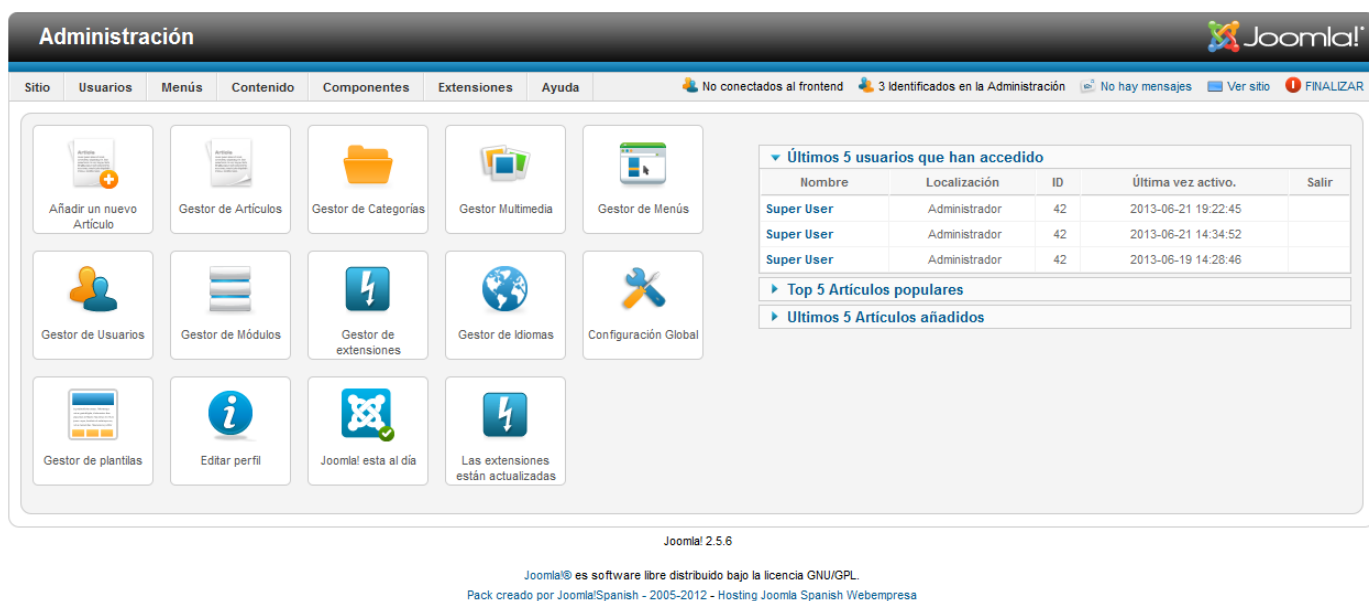 Administración
Joomla!
Sitio Usuarios Menús Contenido Componentes Extensiones Ayuda No conectados al frontend 3 Identificados en la Administración No hay mensajes Ver sitio FINALIZAR
Añadir un nuevo
Artículo
Gestor de Artículos
Gestor de Categorías
Gestor Multimedia
Gestor de Menús
Gestor de Usuarios
Gestor de Módulos
Gestor de
extensiones
Gestor de Idiomas
Configuración Global
Gestor de plantilas
Editar perfil
Joomla! esta al día
Las extensiones
están actualizadas
Últimos 5 usuarios que han accedido
Nombre Localización ID Última vez activo. Salir
Super User Administrador 42 2013-06-21 19:22:45
Super User Administrador 42 2013-06-21 14:34:52
Super User Administrador 42 2013-06-19 14:28:46
Top 5 Artículos populares
Ultimos 5 Artículos añadidos
Joomla! 2.5.6
Joomla!® es software libre distribuido bajo la licencia GNU/GPL.
Pack creado por Joomla!Spanish - 2005-2012 - Hosting Joomla Spanish Webempresa